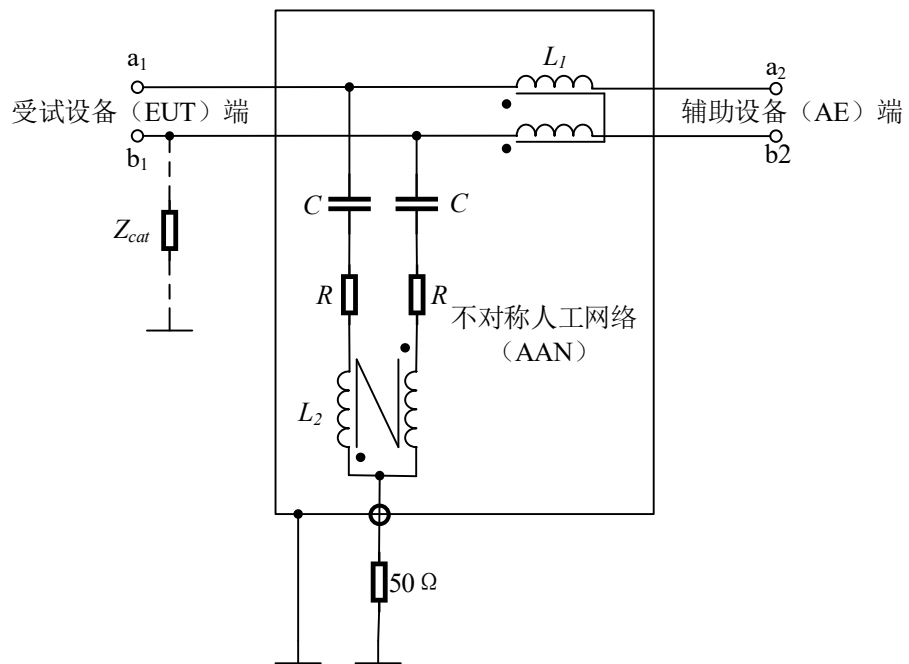 a₁
L₁
a₂
受试设备（EUT）端
辅助设备（AE）端
b₁
b2
C
C
Z_cat
R
R
不对称人工网络
（AAN）
L₂
50 Ω